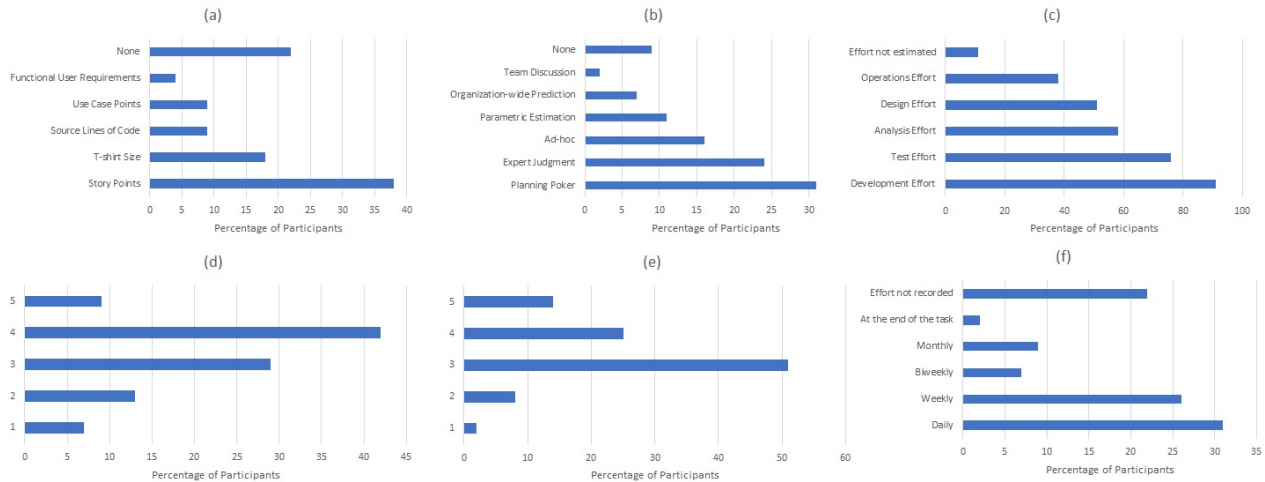 (a)
None
Functional User Requirements
Use Case Points
Source Lines of Code
T-shirt Size
Story Points
0 5 10 15 20 25 30 35 40
Percentage of Participants
(b)
None
Team Discussion
Organization-wide Prediction
Parametric Estimation
Ad-hoc
Expert Judgment
Planning Poker
0 5 10 15 20 25 30
Percentage of Participants
(c)
Effort not estimated
Operations Effort
Design Effort
Analysis Effort
Test Effort
Development Effort
0 20 40 60 80 100
Percentage of Participants
(d)
5
4
3
2
1
0 5 10 15 20 25 30 35 40 45
Percentage of Participants
(e)
5
4
3
2
1
0 10 20 30 40 50 60
Percentage of Participants
(f)
Effort not recorded
At the end of the task
Monthly
Biweekly
Weekly
Daily
0 5 10 15 20 25 30 35
Percentage of Participants